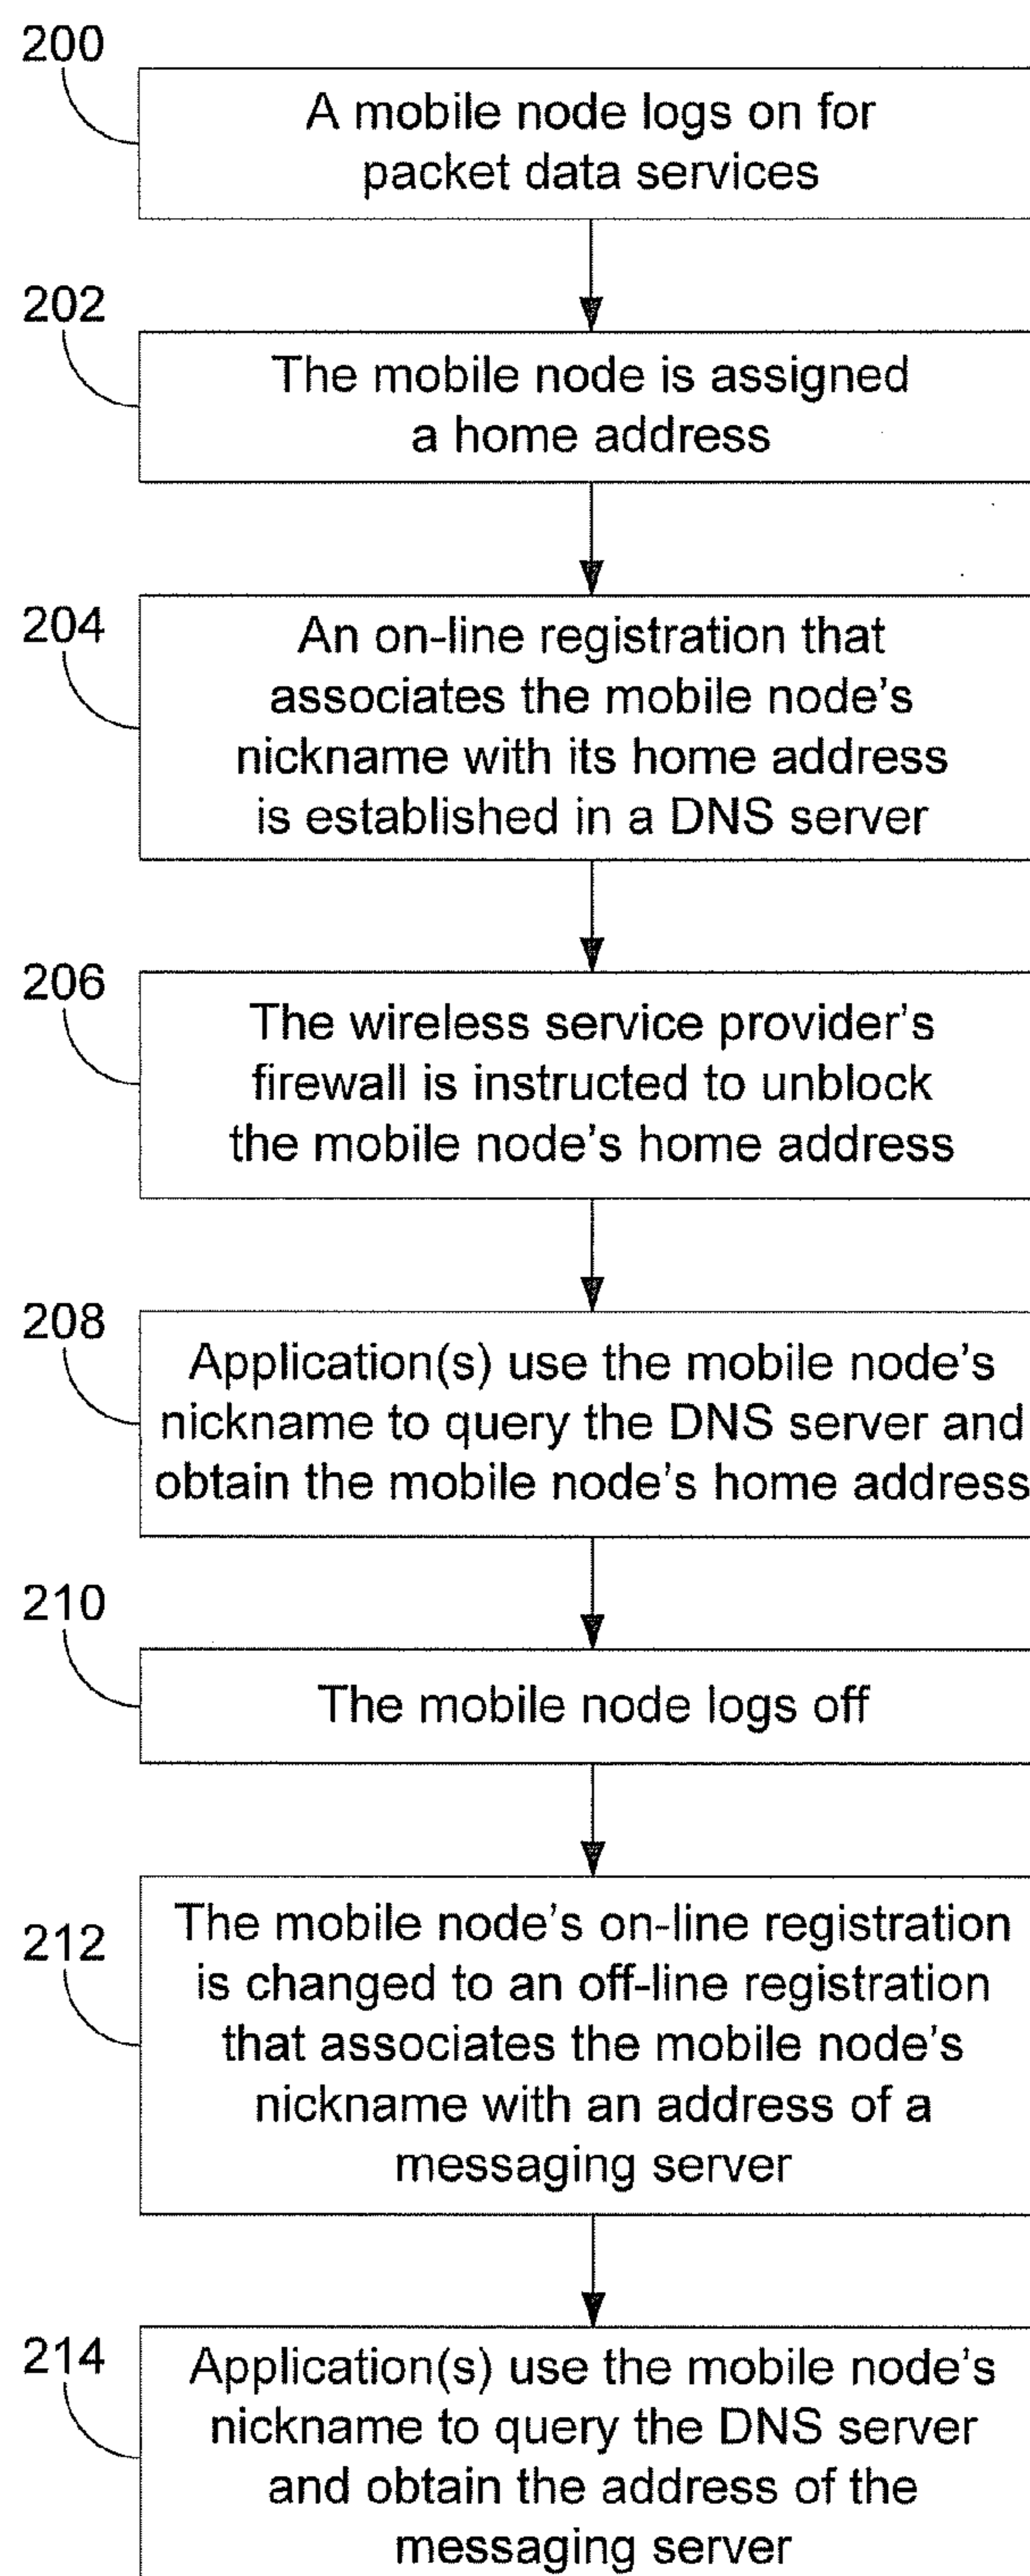 200
A mobile node logs on for
packet data services
202
The mobile node is assigned
a home address
204
An on-line registration that
associates the mobile node's
nickname with its home address
is established in a DNS server
206
The wireless service provider's
firewall is instructed to unblock
the mobile node's home address
208
Application(s) use the mobile node's
nickname to query the DNS server and
obtain the mobile node's home address
210
The mobile node logs off
212
The mobile node's on-line registration
is changed to an off-line registration
that associates the mobile node's
nickname with an address of a
messaging server
214
Application(s) use the mobile node's
nickname to query the DNS server
and obtain the address of the
messaging server